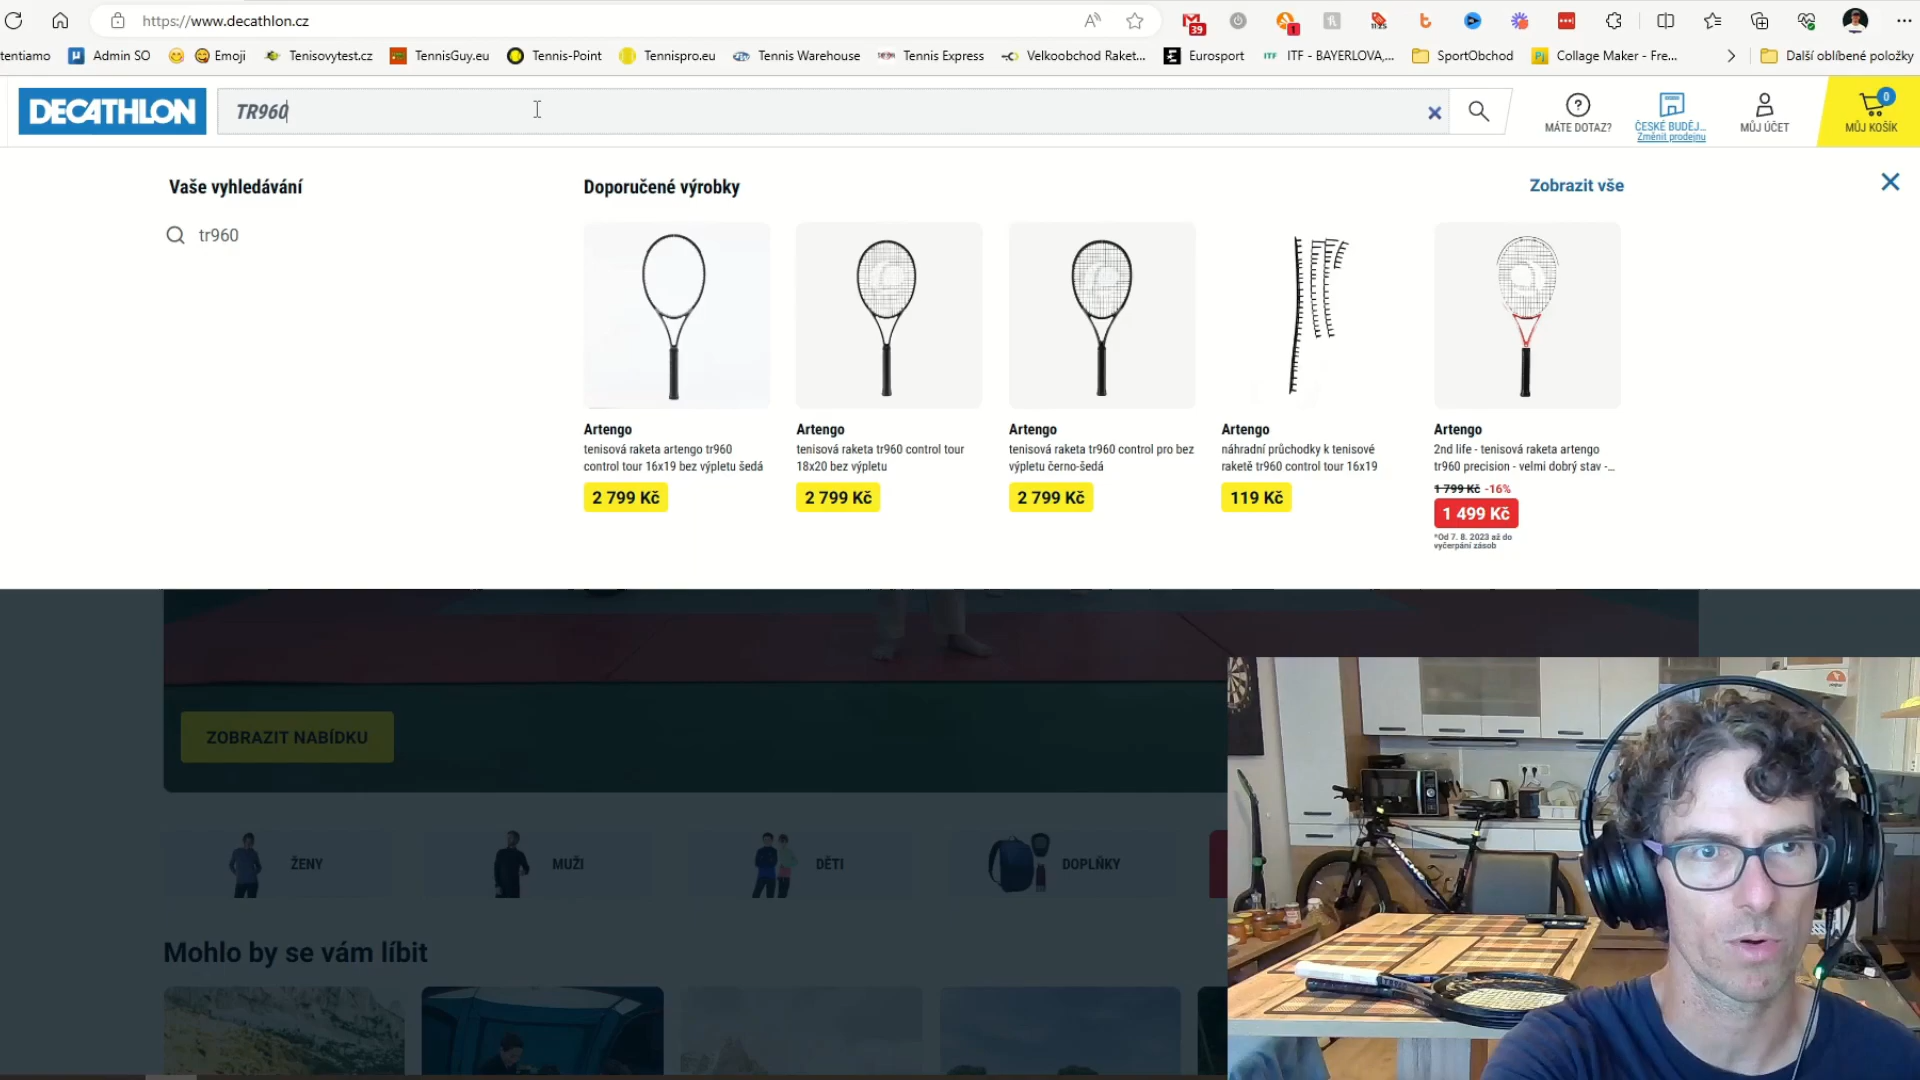 https://www.decathlon.cz
39
1
11:25
tentiamo
Admin SO
Emoji
Tenisovytest.cz
TennisGuy.eu
Tennis-Point
Tennispro.eu
Tennis Warehouse
Tennis Express
Velkoobchod Raket...
Eurosport
ITF - BAYERLOVA,...
SportObchod
Collage Maker - Fre...
Další oblíbené položky
DECATHLON
TR960
MÁTE DOTAZ?
ČESKÉ BUDĚJ...
Změnit prodejnu
MŮJ ÚČET
0
MŮJ KOŠÍK
Vaše vyhledávání
tr960
Doporučené výrobky
Zobrazit vše
Artengo
tenisová raketa artengo tr960
control tour 16x19 bez výpletu šedá
2 799 Kč
Artengo
tenisová raketa tr960 control tour
18x20 bez výpletu
2 799 Kč
Artengo
tenisová raketa tr960 control pro bez
výpletu černo-šedá
2 799 Kč
Artengo
náhradní průchodky k tenisové
raketě tr960 control tour 16x19
119 Kč
Artengo
2nd life - tenisová raketa artengo
tr960 precision - velmi dobrý stav -...
1 799 Kč -16%
1 499 Kč
*Od 7. 8. 2023 až do
vyčerpání zásob
ZOBRAZIT NABÍDKU
ŽENY
MUŽI
DĚTI
DOPLŇKY
Mohlo by se vám líbit
APACHE